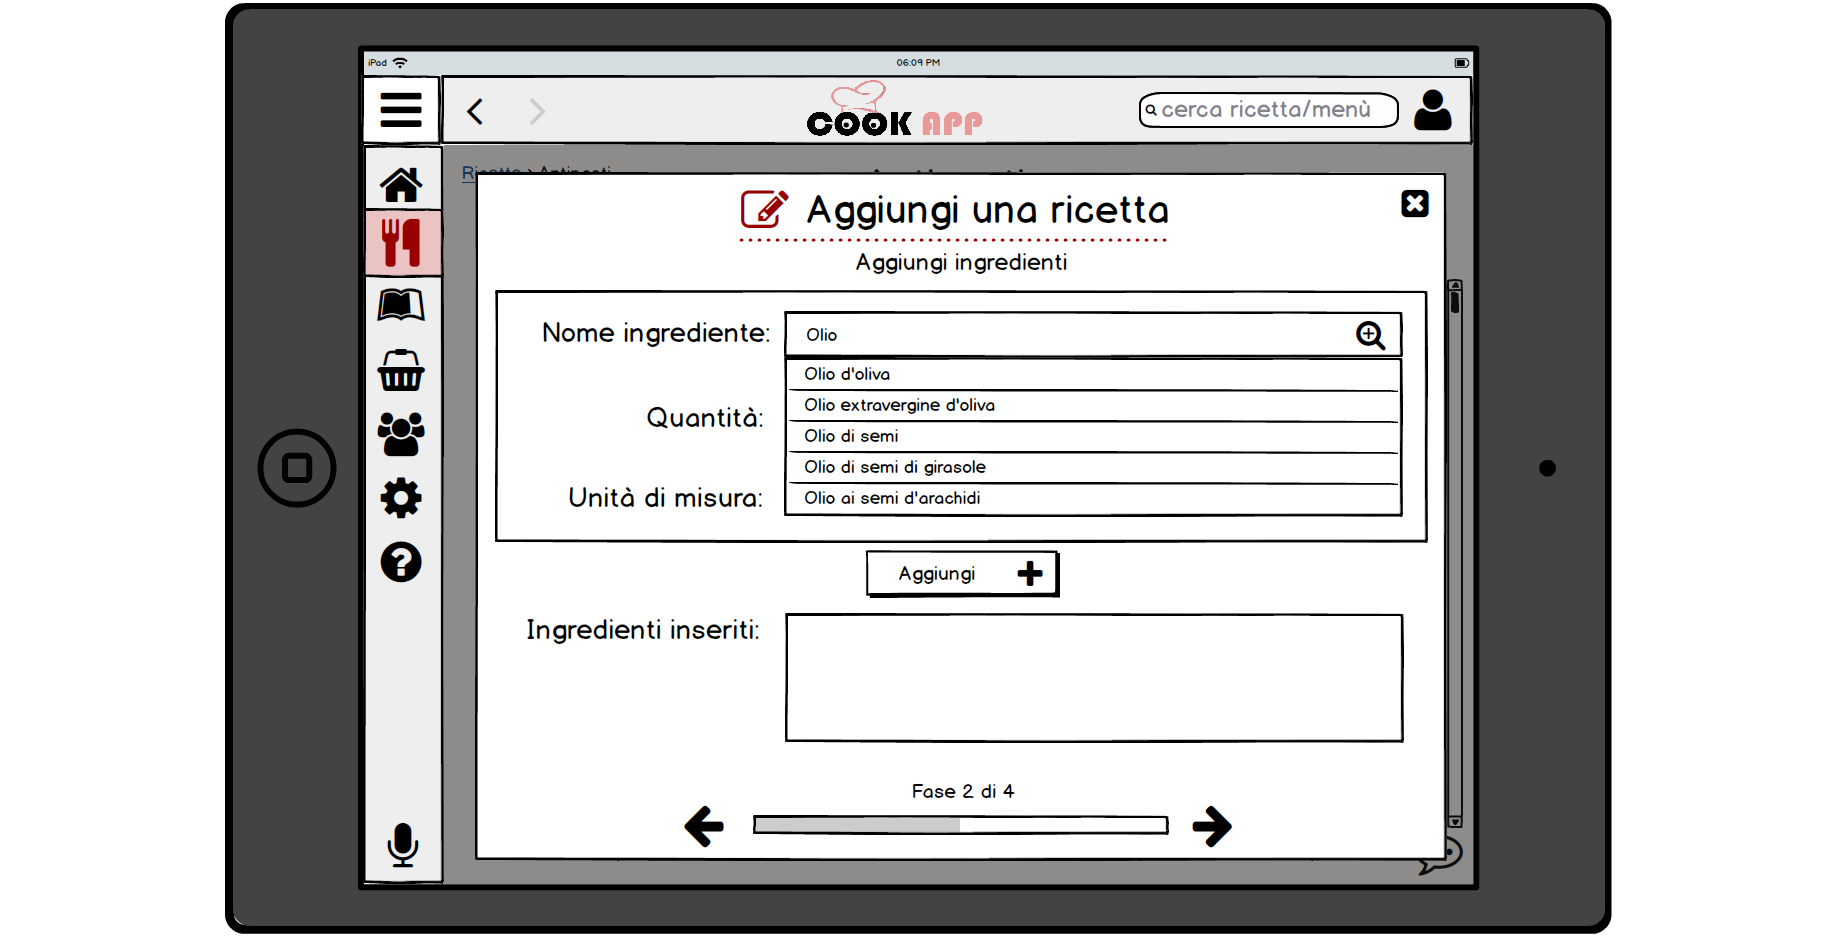 iPad
06:09 PM
COOK APP
cerca ricetta/menù
Aggiungi una ricetta
Aggiungi ingredienti
Nome ingrediente:
Olio
Olio d'oliva
Olio extravergine d'oliva
Quantità:
Olio di semi
Olio di semi di girasole
Unità di misura:
Olio ai semi d'arachidi
Aggiungi
Ingredienti inseriti:
Fase 2 di 4